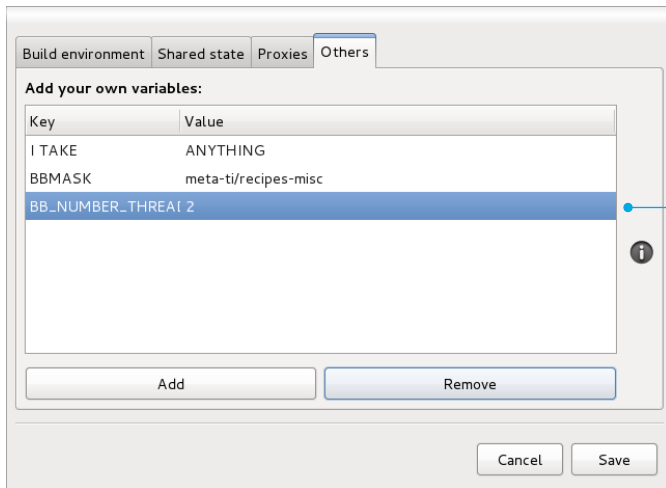 Build environment Shared state Proxies Others
Add your own variables:
Key Value
I TAKE ANYTHING
BBMASK meta-ti/recipes-misc
BB_NUMBER_THREA 2
Add Remove
Cancel Save